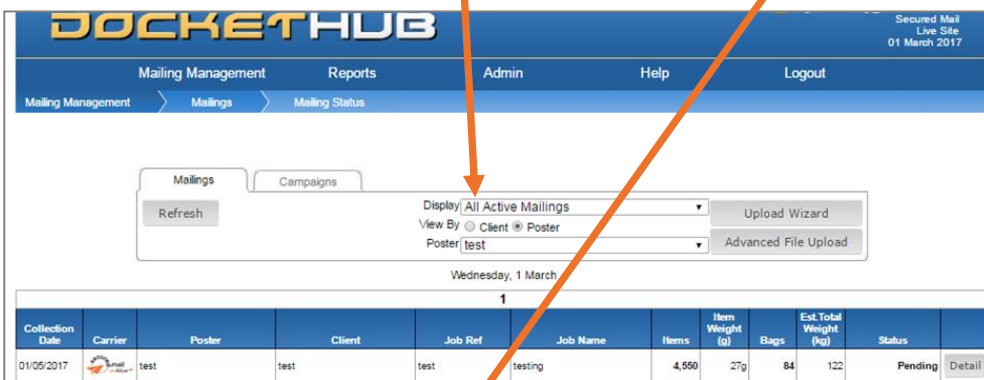 DOCKETHUB
Secured Mail
Live Site
01 March 2017
Mailing Management Reports Admin Help Logout
Mailing Management Mailings Mailing Status
Mailings Campaigns
Refresh
Display All Active Mailings
Upload Wizard
View By Client Poster
Poster test
Advanced File Upload
Wednesday, 1 March
1
Collection Date Carrier Poster Client Job Ref Job Name Items Item Weight (g) Bags Est.Total Weight (kg) Status
01/05/2017 test test test testing 4,550 27g 84 122 Pending Detail